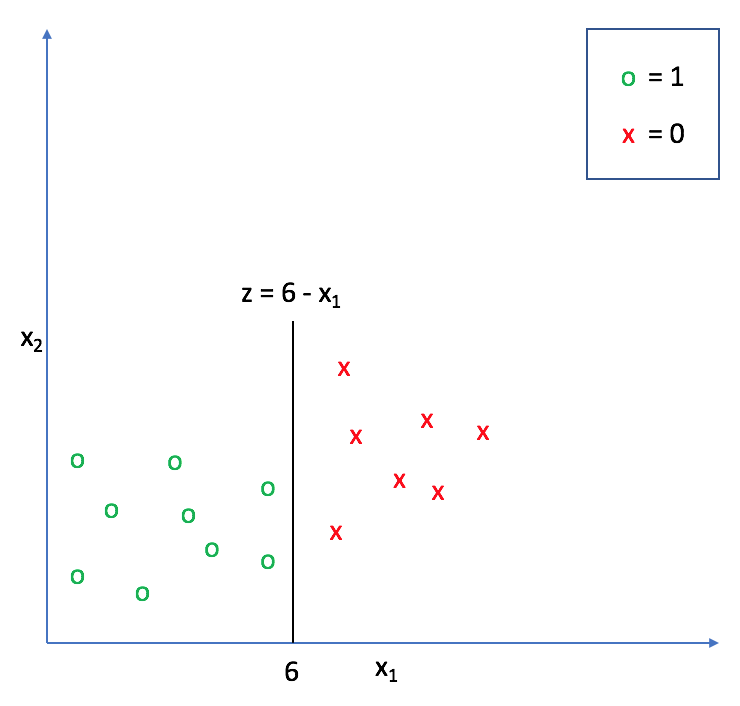 o = 1
x = 0
z = 6 - x₁
x₂
x
x
x
x
o
o
x
o
x
o
o
x
o
o
o
o
6
x₁